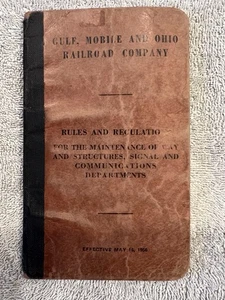 GULF, MOBILE AND OHIO
RAILROAD COMPANY
RULES AND REGULATIO
FOR THE MAINTENANCE OF WAY
AND STRUCTURES, SIGNAL AND
COMMUNICATIONS
DEPARTMENTS
EFFECTIVE MAY